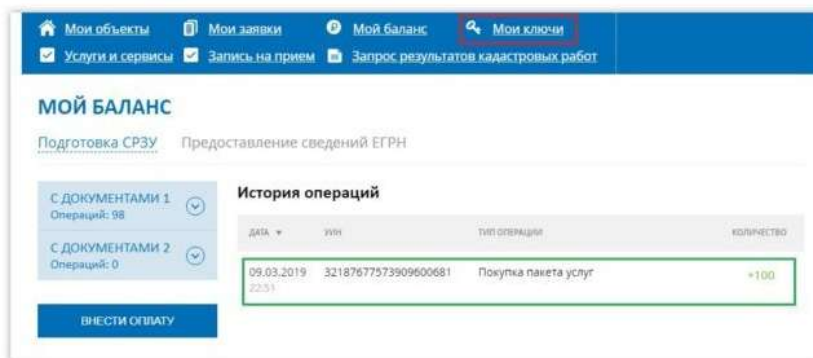 Мои объекты Мои заявки Мой баланс Мои ключи
Услуги и сервисы Запись на прием Запрос результатов кадастровых работ
МОЙ БАЛАНС
Подготовка СРЗУ Предоставление сведений ЕГРН
С ДОКУМЕНТАМИ 1
Операций: 98
С ДОКУМЕНТАМИ 2
Операций: 0
ВНЕСТИ ОПЛАТУ
История операций
ДАТА УИН ТИП ОПЕРАЦИИ КОЛИЧЕСТВО
09.03.2019 32187677573909600681 Покупка пакета услуг +100
22:51